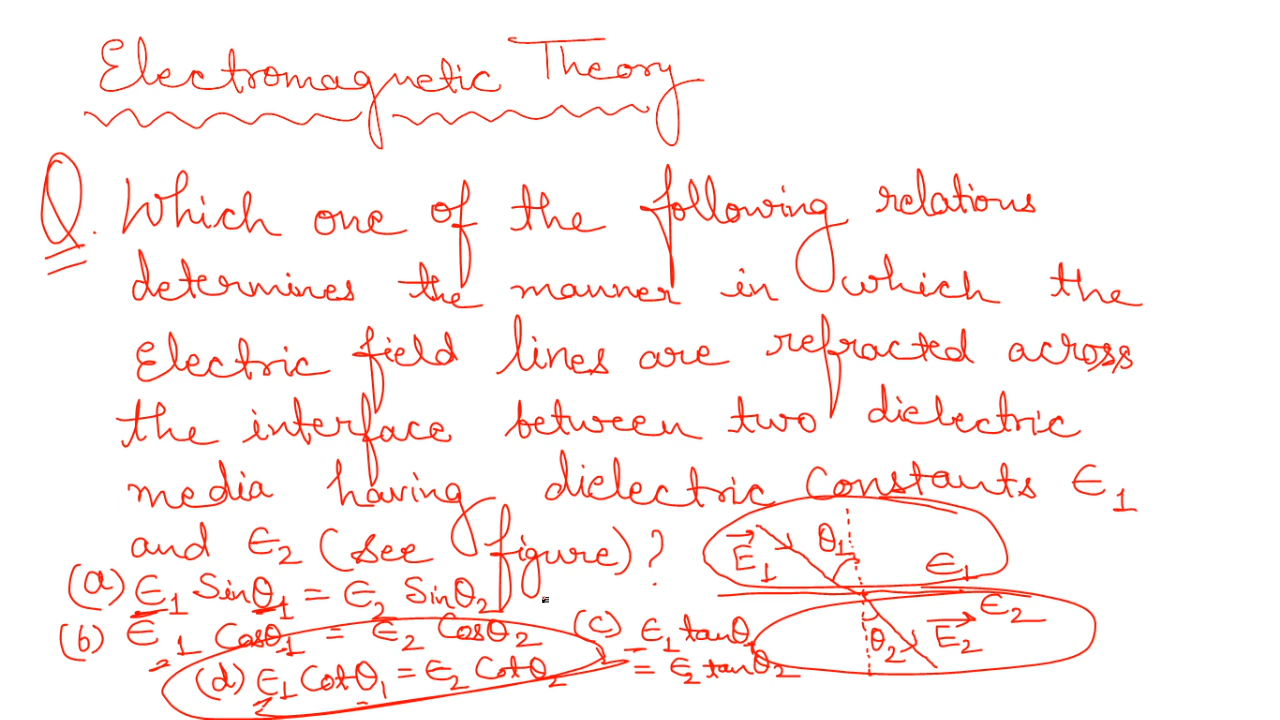 Electromagnetic Theory
Q. Which one of the following relations
determines the manner in which the
Electric field lines are refracted across
the interface between two dielectric
media having dielectric constants ϵ1
and ϵ2 (see figure)?
(a) ϵ1 Sinθ1 = ϵ2 Sinθ2
(b) ϵ1 Cosθ1 = ϵ2 Cosθ2
(c) ϵ1 tanθ1
= ϵ2 tanθ2
(d) ϵ1 Cotθ1 = ϵ2 Cotθ2
E→1 θ1 ϵ1
θ2 E→2 ϵ2